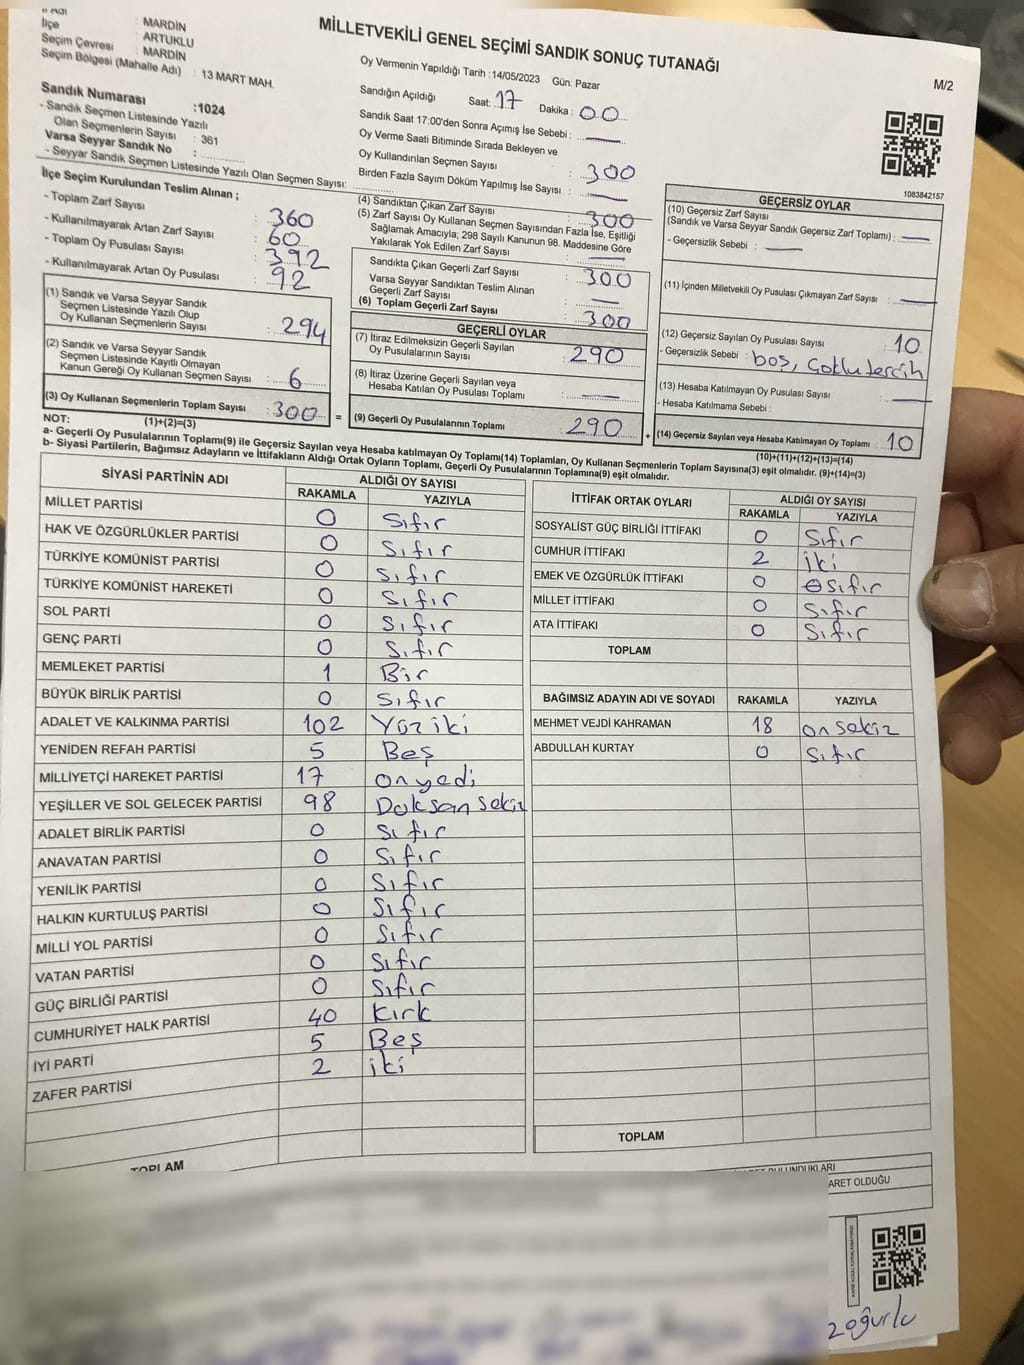 MİLLETVEKİLİ GENEL SEÇİMİ SANDIK SONUÇ TUTANAĞI
M/2
İl Adı : MARDİN
İlçe : ARTUKLU
Seçim Çevresi : MARDİN
Seçim Bölgesi (Mahalle Adı) : 13 MART MAH.
Sandık Numarası :1024
- Sandık Seçmen Listesinde Yazılı
Olan Seçmenlerin Sayısı : 361
Varsa Seyyar Sandık No :
- Seyyar Sandık Seçmen Listesinde Yazılı Olan Seçmen Sayısı:
Oy Vermenin Yapıldığı Tarih :14/05/2023 Gün: Pazar
Sandığın Açıldığı Saat: 17 Dakika : 00
Sandık Saat 17:00'den Sonra Açımış İse Sebebi :
Oy Verme Saati Bitiminde Sırada Bekleyen ve
Oy Kullandırılan Seçmen Sayısı : 300
Birden Fazla Sayım Döküm Yapılmış İse Sayısı :
1083842157
İlçe Seçim Kurulundan Teslim Alınan ;
- Toplam Zarf Sayısı : 360
- Kullanılmayarak Artan Zarf Sayısı : 60
- Toplam Oy Pusulası Sayısı : 392
- Kullanılmayarak Artan Oy Pusulası : 92
(1) Sandık ve Varsa Seyyar Sandık
Seçmen Listesinde Yazılı Olup
Oy Kullanan Seçmenlerin Sayısı : 294
(2) Sandık ve Varsa Seyyar Sandık
Seçmen Listesinde Kayıtlı Olmayan
Kanun Gereği Oy Kullanan Seçmen Sayısı : 6
(3) Oy Kullanan Seçmenlerin Toplam Sayısı : 300
(1)+(2)=(3)
(4) Sandıktan Çıkan Zarf Sayısı : 300
(5) Zarf Sayısı Oy Kullanan Seçmen Sayısından Fazla İse, Eşitliği
Sağlamak Amacıyla; 298 Sayılı Kanunun 98. Maddesine Göre
Yakılarak Yok Edilen Zarf Sayısı :
Sandıkta Çıkan Geçerli Zarf Sayısı : 300
Varsa Seyyar Sandıktan Teslim Alınan
Geçerli Zarf Sayısı :
(6) Toplam Geçerli Zarf Sayısı : 300
GEÇERLİ OYLAR
(7) İtiraz Edilmeksizin Geçerli Sayılan
Oy Pusulalarının Sayısı : 290
(8) İtiraz Üzerine Geçerli Sayılan veya
Hesaba Katılan Oy Pusulası Toplamı :
= (9) Geçerli Oy Pusulalarının Toplamı : 290
GEÇERSİZ OYLAR
(10) Geçersiz Zarf Sayısı
(Sandık ve Varsa Seyyar Sandık Geçersiz Zarf Toplamı) :
- Geçersizlik Sebebi :
(11) İçinden Milletvekili Oy Pusulası Çıkmayan Zarf Sayısı :
(12) Geçersiz Sayılan Oy Pusulası Sayısı : 10
- Geçersizlik Sebebi : boş, Çoklu tercih
(13) Hesaba Katılmayan Oy Pusulası Sayısı :
- Hesaba Katılmama Sebebi :
+ (14) Geçersiz Sayılan veya Hesaba Katılmayan Oy Toplamı : 10
(10)+(11)+(12)+(13)=(14)
NOT:
a- Geçerli Oy Pusulalarının Toplamı(9) ile Geçersiz Sayılan veya Hesaba katılmayan Oy Toplamı(14) Toplamları, Oy Kullanan Seçmenlerin Toplam Sayısına(3) eşit olmalıdır. (9)+(14)=(3)
b- Siyasi Partilerin, Bağımsız Adayların ve İttifakların Aldığı Ortak Oyların Toplamı, Geçerli Oy Pusulalarının Toplamına(9) eşit olmalıdır.
SİYASİ PARTİNİN ADI ALDIĞI OY SAYISI
RAKAMLA YAZIYLA
MİLLET PARTİSİ 0 Sıfır
HAK VE ÖZGÜRLÜKLER PARTİSİ 0 Sıfır
TÜRKİYE KOMÜNİST PARTİSİ 0 Sıfır
TÜRKİYE KOMÜNİST HAREKETİ 0 Sıfır
SOL PARTİ 0 Sıfır
GENÇ PARTİ 0 Sıfır
MEMLEKET PARTİSİ 1 Bir
BÜYÜK BİRLİK PARTİSİ 0 Sıfır
ADALET VE KALKINMA PARTİSİ 102 Yüz iki
YENİDEN REFAH PARTİSİ 5 Beş
MİLLİYETÇİ HAREKET PARTİSİ 17 on yedi
YEŞİLLER VE SOL GELECEK PARTİSİ 98 Doksan sekiz
ADALET BİRLİK PARTİSİ 0 Sıfır
ANAVATAN PARTİSİ 0 Sıfır
YENİLİK PARTİSİ 0 Sıfır
HALKIN KURTULUŞ PARTİSİ 0 Sıfır
MİLLİ YOL PARTİSİ 0 Sıfır
VATAN PARTİSİ 0 Sıfır
GÜÇ BİRLİĞİ PARTİSİ 0 Sıfır
CUMHURİYET HALK PARTİSİ 40 Kırk
İYİ PARTİ 5 Beş
ZAFER PARTİSİ 2 iki
TOPLAM
İTTİFAK ORTAK OYLARI ALDIĞI OY SAYISI
RAKAMLA YAZIYLA
SOSYALİST GÜÇ BİRLİĞİ İTTİFAKI 0 Sıfır
CUMHUR İTTİFAKI 2 İki
EMEK VE ÖZGÜRLÜK İTTİFAKI 0 Sıfır
MİLLET İTTİFAKI 0 Sıfır
ATA İTTİFAKI 0 Sıfır
TOPLAM
BAĞIMSIZ ADAYIN ADI VE SOYADI RAKAMLA YAZIYLA
MEHMET VEJDİ KAHRAMAN 18 on sekiz
ABDULLAH KURTAY 0 Sıfır
TOPLAM
BULUNDUKLARI
ARET OLDUĞU
zoğurlu